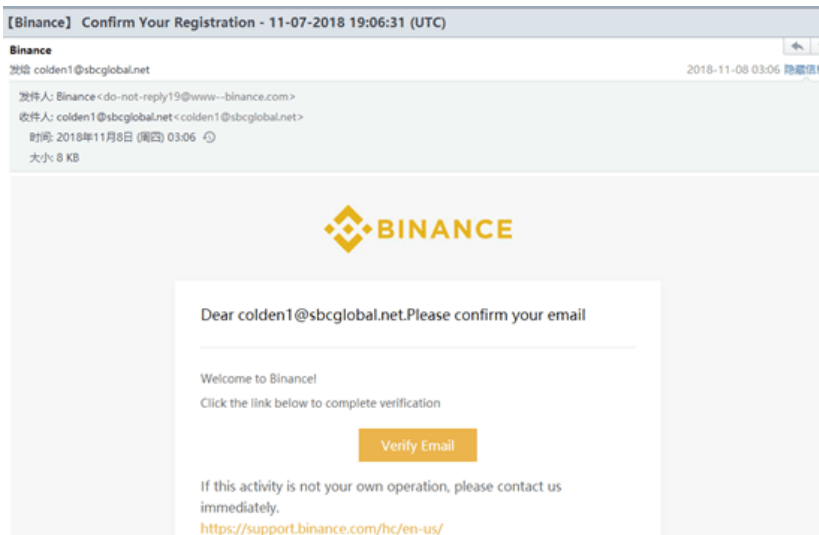 【Binance】 Confirm Your Registration - 11-07-2018 19:06:31 (UTC)
Binance
发给 colden1@sbcglobal.net 2018-11-08 03:06 隐藏信息
发件人: Binance<do-not-reply19@www--binance.com>
收件人: colden1@sbcglobal.net<colden1@sbcglobal.net>
时间: 2018年11月8日 (周四) 03:06
大小: 8 KB
BINANCE
Dear colden1@sbcglobal.net.Please confirm your email
Welcome to Binance!
Click the link below to complete verification
Verify Email
If this activity is not your own operation, please contact us
immediately.
https://support.binance.com/hc/en-us/